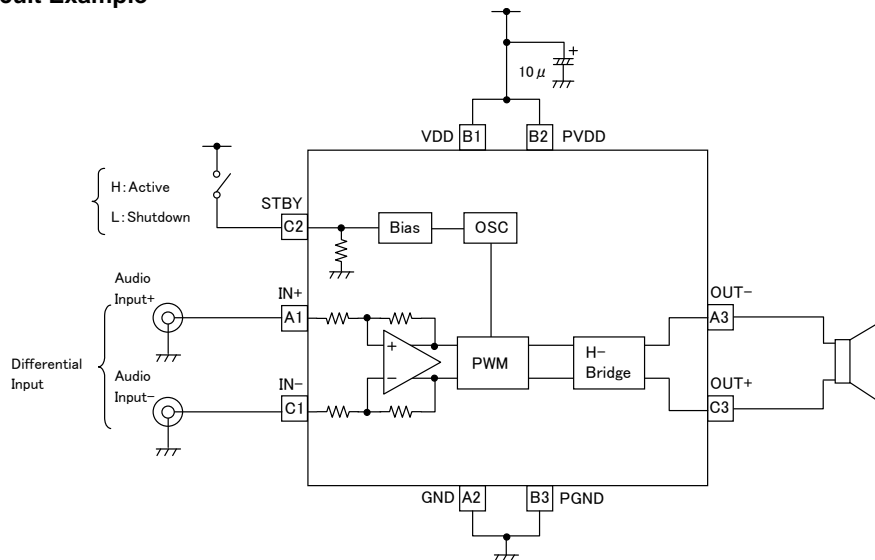 cuit Example
+
10μ
VDD B1 B2 PVDD
H:Active
L:Shutdown
STBY
C2
Bias
OSC
Audio
Input+
IN+
A1
Differential
Input
Audio
Input-
IN-
C1
+
-
PWM
H-
Bridge
OUT-
A3
OUT+
C3
GND A2 B3 PGND